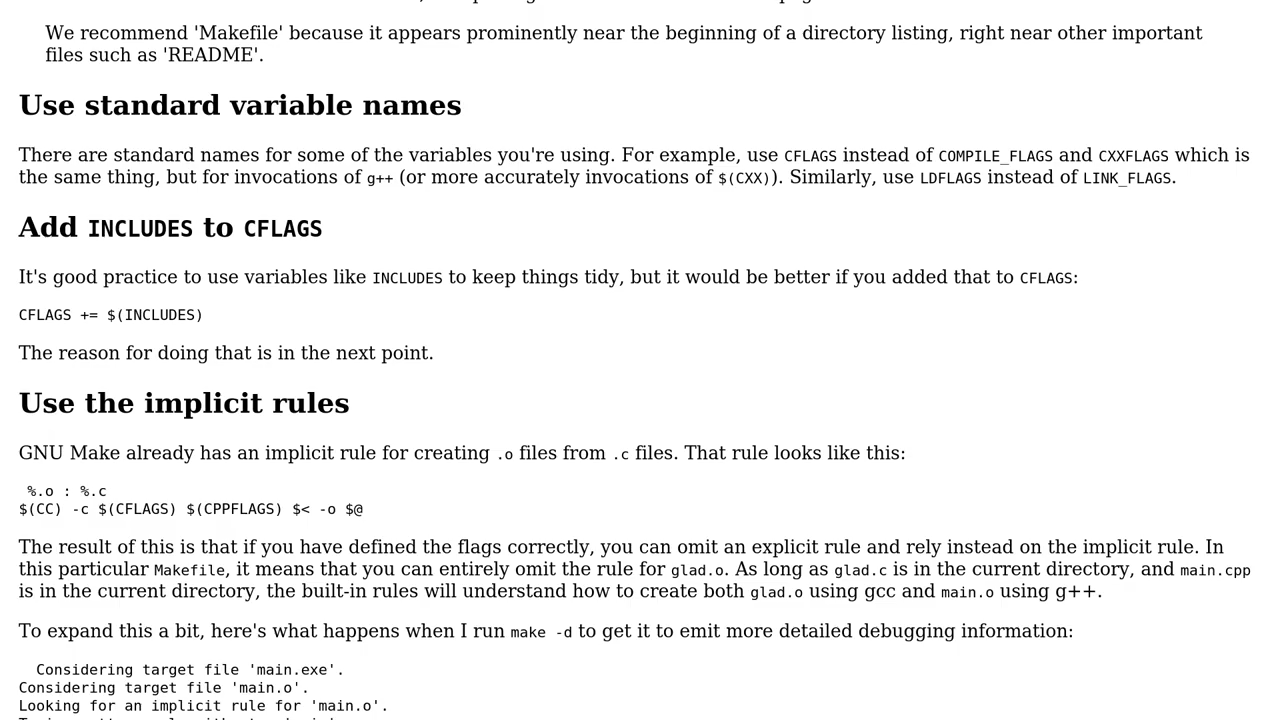 We recommend 'Makefile' because it appears prominently near the beginning of a directory listing, right near other important
files such as 'README'.
Use standard variable names
There are standard names for some of the variables you're using. For example, use CFLAGS instead of COMPILE_FLAGS and CXXFLAGS which is
the same thing, but for invocations of g++ (or more accurately invocations of $(CXX)). Similarly, use LDFLAGS instead of LINK_FLAGS.
Add INCLUDES to CFLAGS
It's good practice to use variables like INCLUDES to keep things tidy, but it would be better if you added that to CFLAGS:
CFLAGS += $(INCLUDES)
The reason for doing that is in the next point.
Use the implicit rules
GNU Make already has an implicit rule for creating .o files from .c files. That rule looks like this:
%.o : %.c
$(CC) -c $(CFLAGS) $(CPPFLAGS) $< -o $@
The result of this is that if you have defined the flags correctly, you can omit an explicit rule and rely instead on the implicit rule. In
this particular Makefile, it means that you can entirely omit the rule for glad.o. As long as glad.c is in the current directory, and main.cpp
is in the current directory, the built-in rules will understand how to create both glad.o using gcc and main.o using g++.
To expand this a bit, here's what happens when I run make -d to get it to emit more detailed debugging information:
Considering target file 'main.exe'.
Considering target file 'main.o'.
Looking for an implicit rule for 'main.o'.